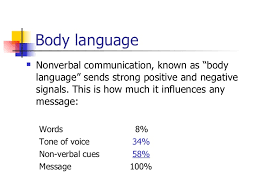 Body language
Nonverbal communication, known as “body
language” sends strong positive and negative
signals. This is how much it influences any
message:
Words 8%
Tone of voice 34%
Non-verbal cues 58%
Message 100%